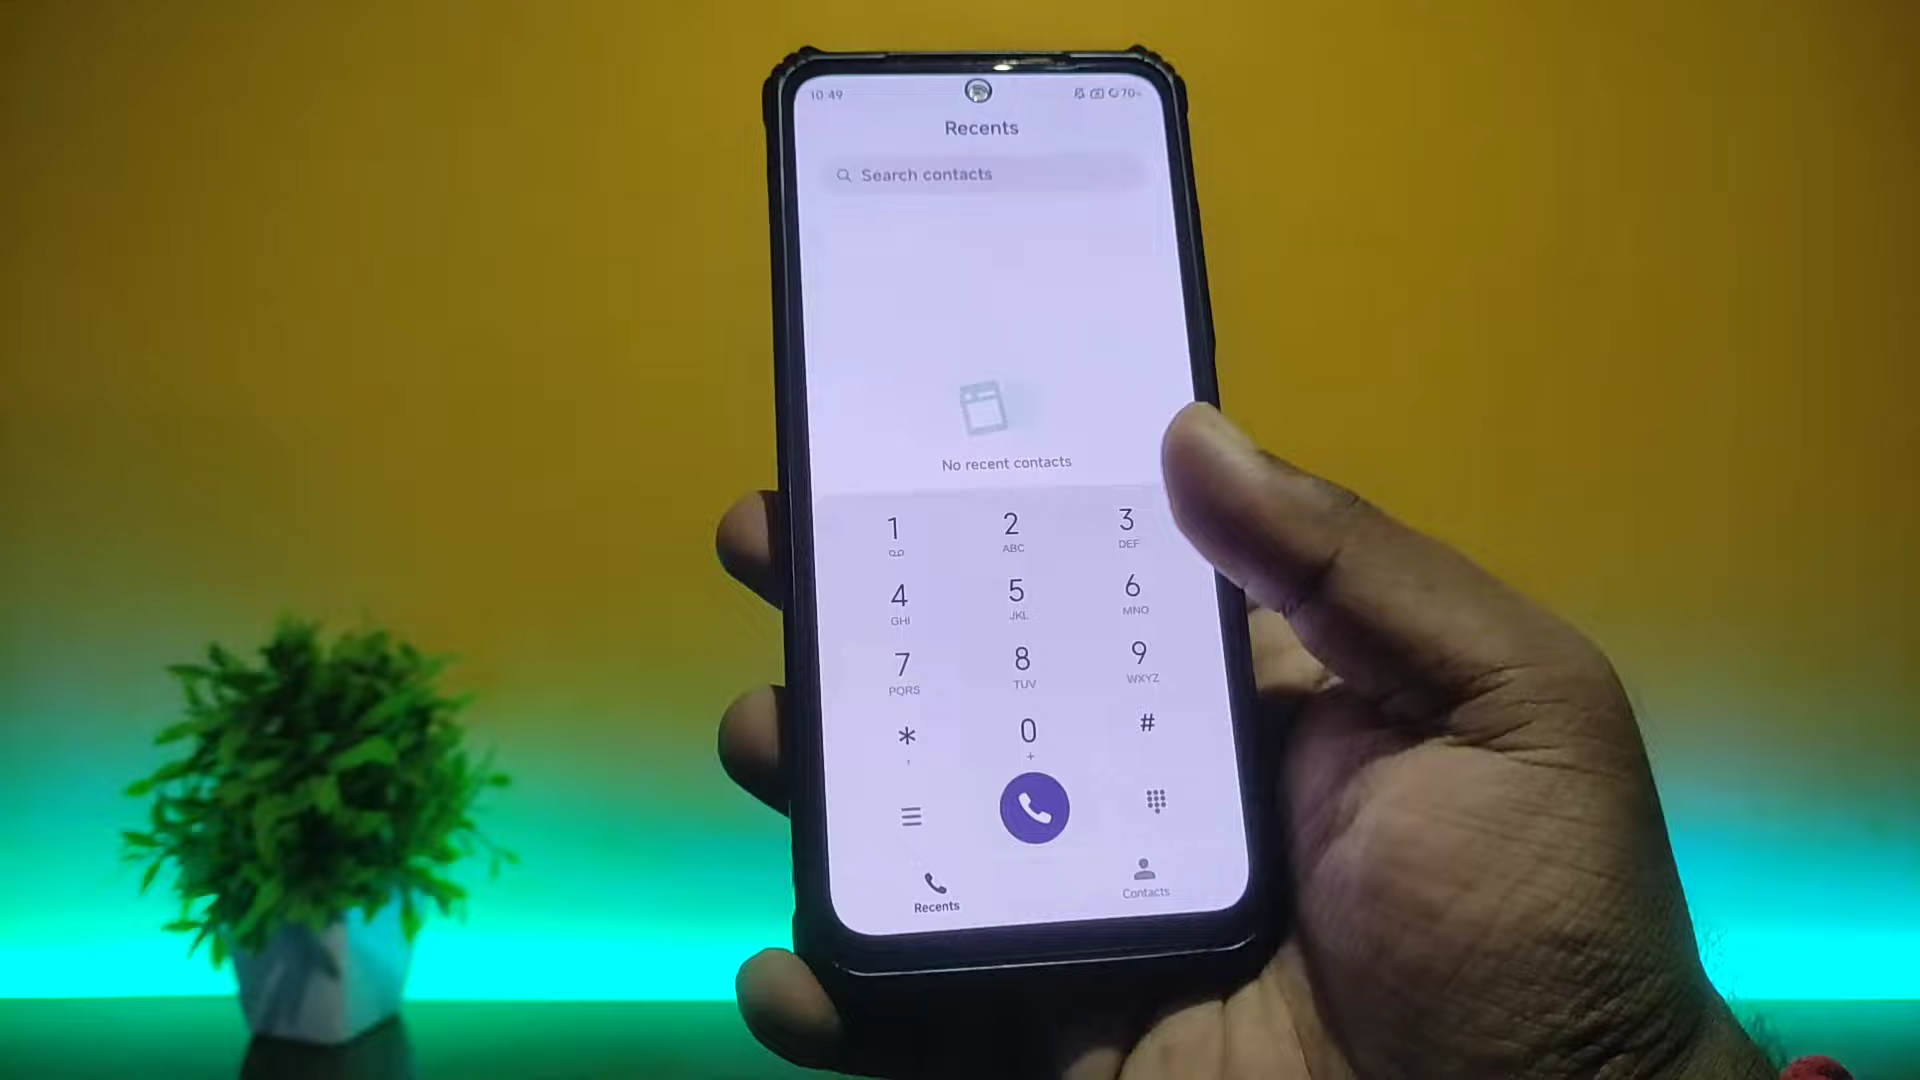 10:49
70
Recents
Search contacts
No recent contacts
1 2 3
ABC DEF
4 5 6
GHI JKL MNO
7 8 9
PQRS TUV WXYZ
* 0 #
, +
Recents Contacts